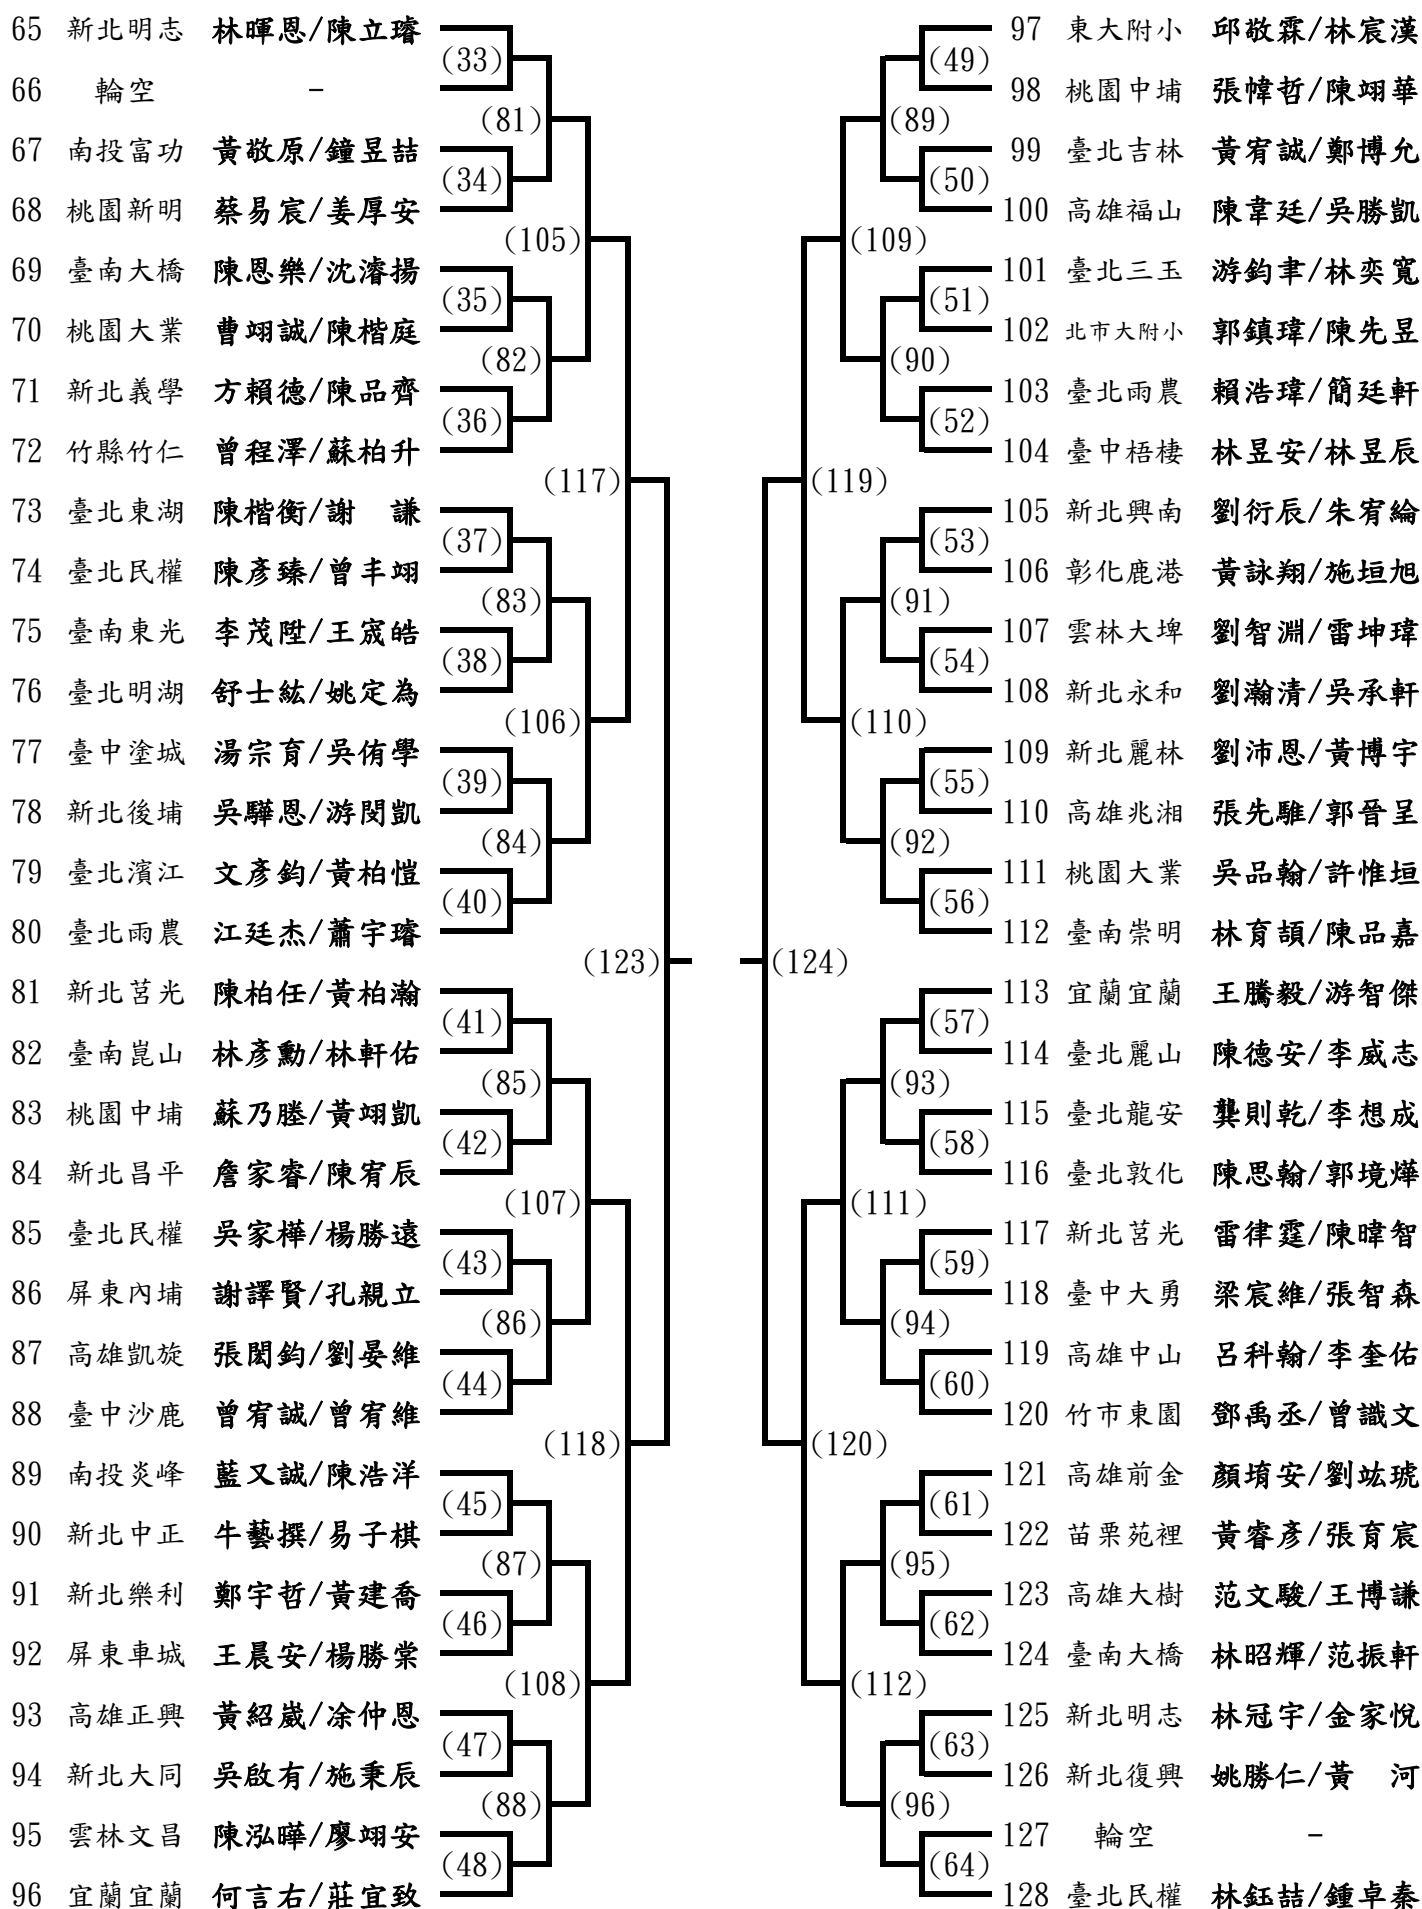 65 新北明志 林暉恩/陳立璿
(33)
66 輪空 -
(81)
67 南投富功 黃敬原/鐘昱喆
(34)
68 桃園新明 蔡易宸/姜厚安
(105)
69 臺南大橋 陳恩樂/沈濬揚
(35)
70 桃園大業 曹翊誠/陳楷庭
(82)
71 新北義學 方賴德/陳品齊
(36)
72 竹縣竹仁 曾程澤/蘇柏升
(117)
73 臺北東湖 陳楷衡/謝 謙
(37)
74 臺北民權 陳彥臻/曾丰翊
(83)
75 臺南東光 李茂陞/王宬皓
(38)
76 臺北明湖 舒士紘/姚定為
(106)
77 臺中塗城 湯宗育/吳侑學
(39)
78 新北後埔 吳驊恩/游閔凱
(84)
79 臺北濱江 文彥鈞/黃柏愷
(40)
80 臺北雨農 江廷杰/蕭宇璿
(123)
81 新北莒光 陳柏任/黃柏瀚
(41)
82 臺南崑山 林彥勳/林軒佑
(85)
83 桃園中埔 蘇乃塍/黃翊凱
(42)
84 新北昌平 詹家睿/陳宥辰
(107)
85 臺北民權 吳家樺/楊勝遠
(43)
86 屏東內埔 謝譯賢/孔親立
(86)
87 高雄凱旋 張閎鈞/劉晏維
(44)
88 臺中沙鹿 曾宥誠/曾宥維
(118)
89 南投炎峰 藍又誠/陳浩洋
(45)
90 新北中正 牛藝撰/易子棋
(87)
91 新北樂利 鄭宇哲/黃建喬
(46)
92 屏東車城 王晨安/楊勝棠
(108)
93 高雄正興 黃紹崴/凃仲恩
(47)
94 新北大同 吳啟有/施秉辰
(88)
95 雲林文昌 陳泓曄/廖翊安
(48)
96 宜蘭宜蘭 何言右/莊宜致
97 東大附小 邱敬霖/林宸漢
(49)
98 桃園中埔 張幃哲/陳翊華
(89)
99 臺北吉林 黃宥誠/鄭博允
(50)
100 高雄福山 陳韋廷/吳勝凱
(109)
101 臺北三玉 游鈞聿/林奕寬
(51)
102 北市大附小 郭鎮瑋/陳先昱
(90)
103 臺北雨農 賴浩瑋/簡廷軒
(52)
104 臺中梧棲 林昱安/林昱辰
(119)
105 新北興南 劉衍辰/朱宥綸
(53)
106 彰化鹿港 黃詠翔/施垣旭
(91)
107 雲林大埤 劉智淵/雷坤瑋
(54)
108 新北永和 劉瀚清/吳承軒
(110)
109 新北麗林 劉沛恩/黃博宇
(55)
110 高雄兆湘 張先騅/郭晉呈
(92)
111 桃園大業 吳品翰/許惟垣
(56)
112 臺南崇明 林育頡/陳品嘉
(124)
113 宜蘭宜蘭 王騰毅/游智傑
(57)
114 臺北麗山 陳德安/李威志
(93)
115 臺北龍安 龔則乾/李想成
(58)
116 臺北敦化 陳思翰/郭境燁
(111)
117 新北莒光 雷律霆/陳暐智
(59)
118 臺中大勇 梁宸維/張智森
(94)
119 高雄中山 呂科翰/李奎佑
(60)
120 竹市東園 鄧禹丞/曾識文
(120)
121 高雄前金 顏堉安/劉竑琥
(61)
122 苗栗苑裡 黃睿彥/張育宸
(95)
123 高雄大樹 范文駿/王博謙
(62)
124 臺南大橋 林昭輝/范振軒
(112)
125 新北明志 林冠宇/金家悅
(63)
126 新北復興 姚勝仁/黃 河
(96)
127 輪空 -
(64)
128 臺北民權 林鈺喆/鍾卓秦